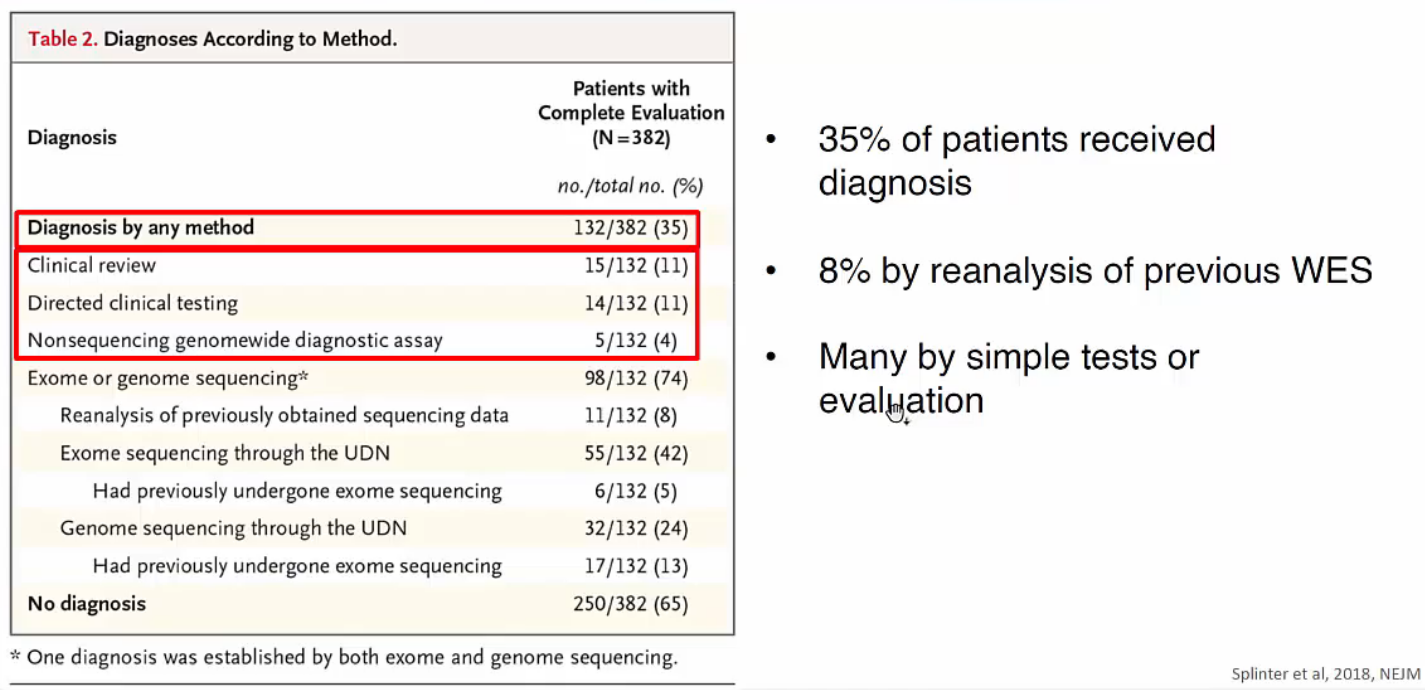 Table 2. Diagnoses According to Method.
Diagnosis
Patients with
Complete Evaluation
(N=382)
no./total no. (%)
Diagnosis by any method 132/382 (35)
Clinical review 15/132 (11)
Directed clinical testing 14/132 (11)
Nonsequencing genomewide diagnostic assay 5/132 (4)
Exome or genome sequencing* 98/132 (74)
Reanalysis of previously obtained sequencing data 11/132 (8)
Exome sequencing through the UDN 55/132 (42)
Had previously undergone exome sequencing 6/132 (5)
Genome sequencing through the UDN 32/132 (24)
Had previously undergone exome sequencing 17/132 (13)
No diagnosis 250/382 (65)
* One diagnosis was established by both exome and genome sequencing.
• 35% of patients received
diagnosis
• 8% by reanalysis of previous WES
• Many by simple tests or
evaluation
Splinter et al, 2018, NEJM